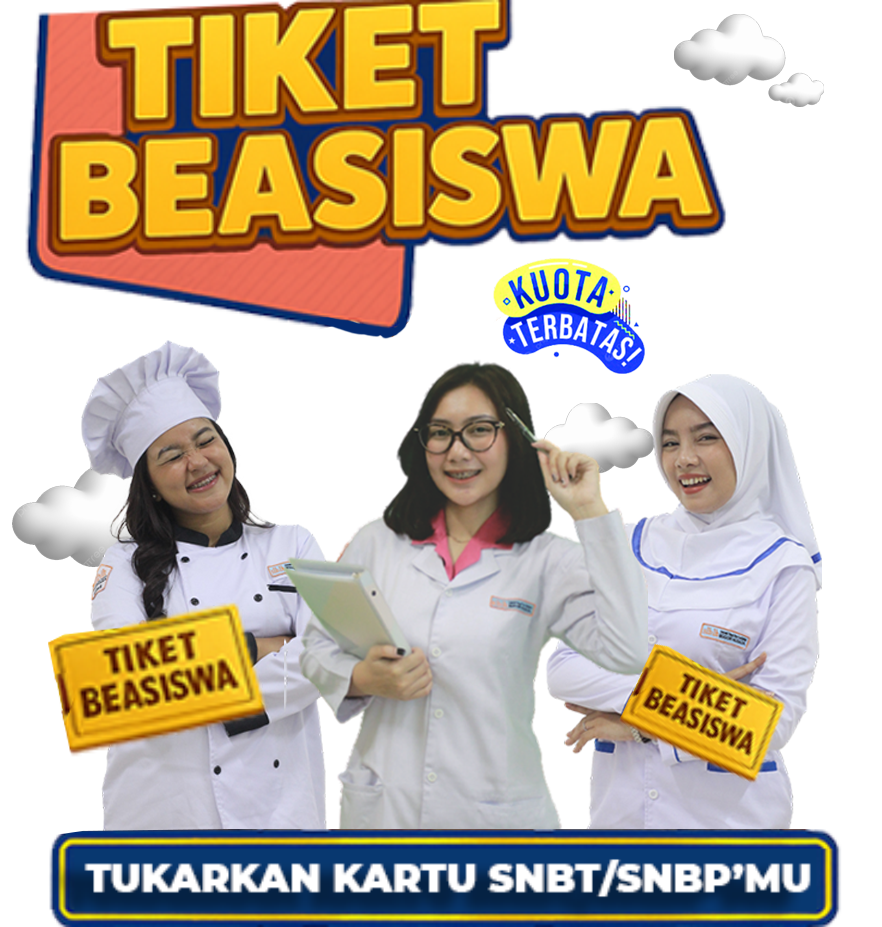 TIKET
BEASISWA
KUOTA
TERBATAS!
TIKET
BEASISWA
TIKET
BEASISWA
TUKARKAN KARTU SNBT/SNBP'MU